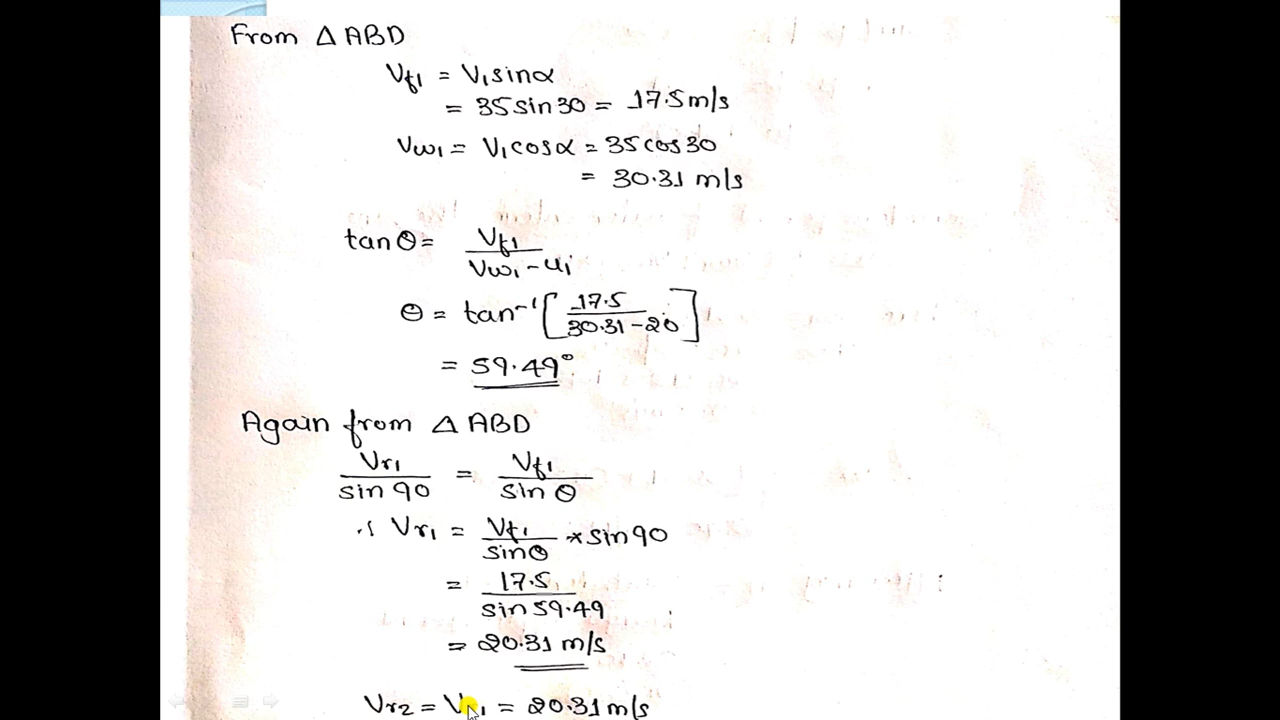 From △ ABD
Vf1 = V1 sinα
= 35 sin 30 = 17.5 m/s
Vw1 = V1 cosα = 35 cos 30
= 30.31 m/s
tan θ = Vf1 / (Vw1 - u1)
θ = tan⁻¹ [17.5 / (30.31 - 20)]
= 59.49°
Again from △ ABD
Vr1 / sin 90 = Vf1 / sin θ
∴ Vr1 = Vf1 / sinθ * sin 90
= 17.5 / sin 59.49
= 20.31 m/s
Vr2 = Vr1 = 20.31 m/s